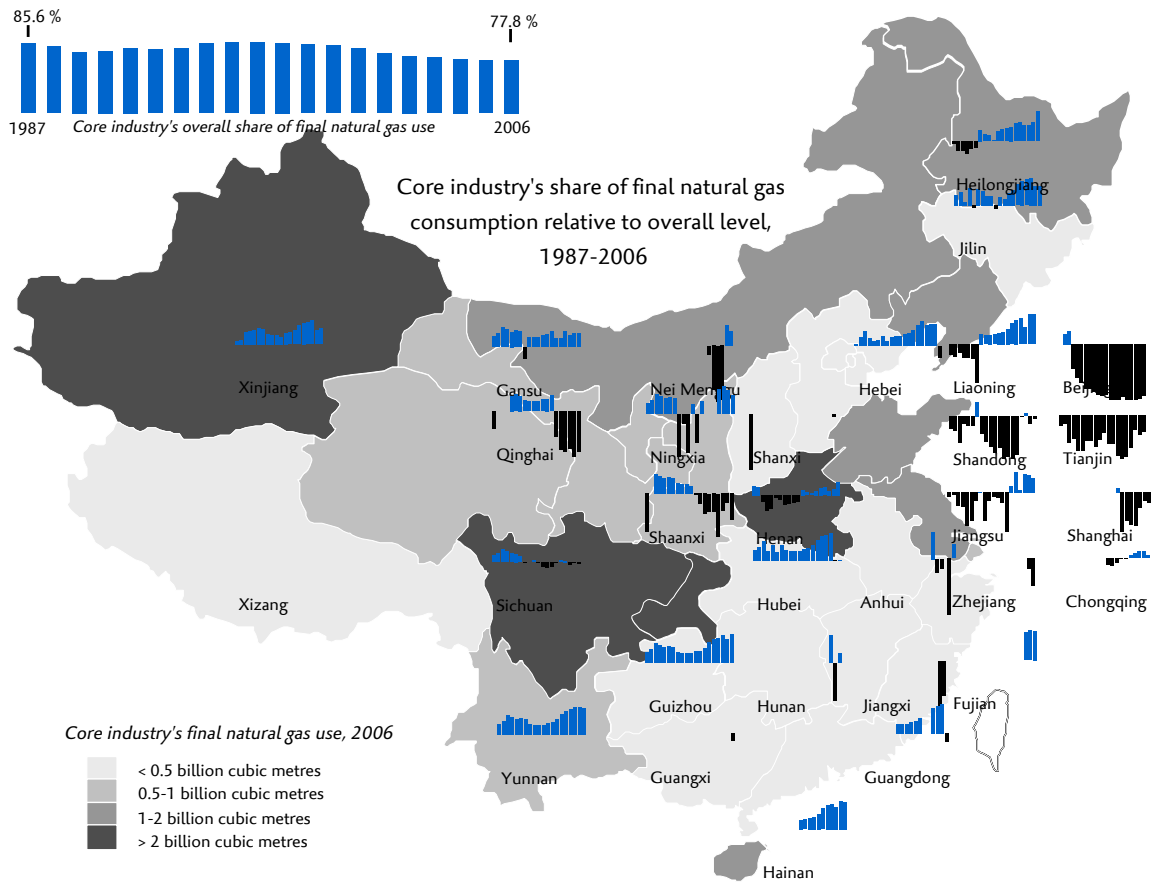 85.6 %
77.8 %
1987
Core industry's overall share of final natural gas use
2006
Core industry's share of final natural gas
consumption relative to overall level,
1987-2006
Heilongjiang
Jilin
Xinjiang
Gansu
Nei Menggu
Hebei
Liaoning
Beijing
Qinghai
Ningxia
Shanxi
Shandong
Tianjin
Shaanxi
Henan
Jiangsu
Shanghai
Xizang
Sichuan
Hubei
Anhui
Zhejiang
Chongqing
Guizhou
Hunan
Jiangxi
Fujian
Yunnan
Guangxi
Guangdong
Hainan
Core industry's final natural gas use, 2006
< 0.5 billion cubic metres
0.5-1 billion cubic metres
1-2 billion cubic metres
> 2 billion cubic metres